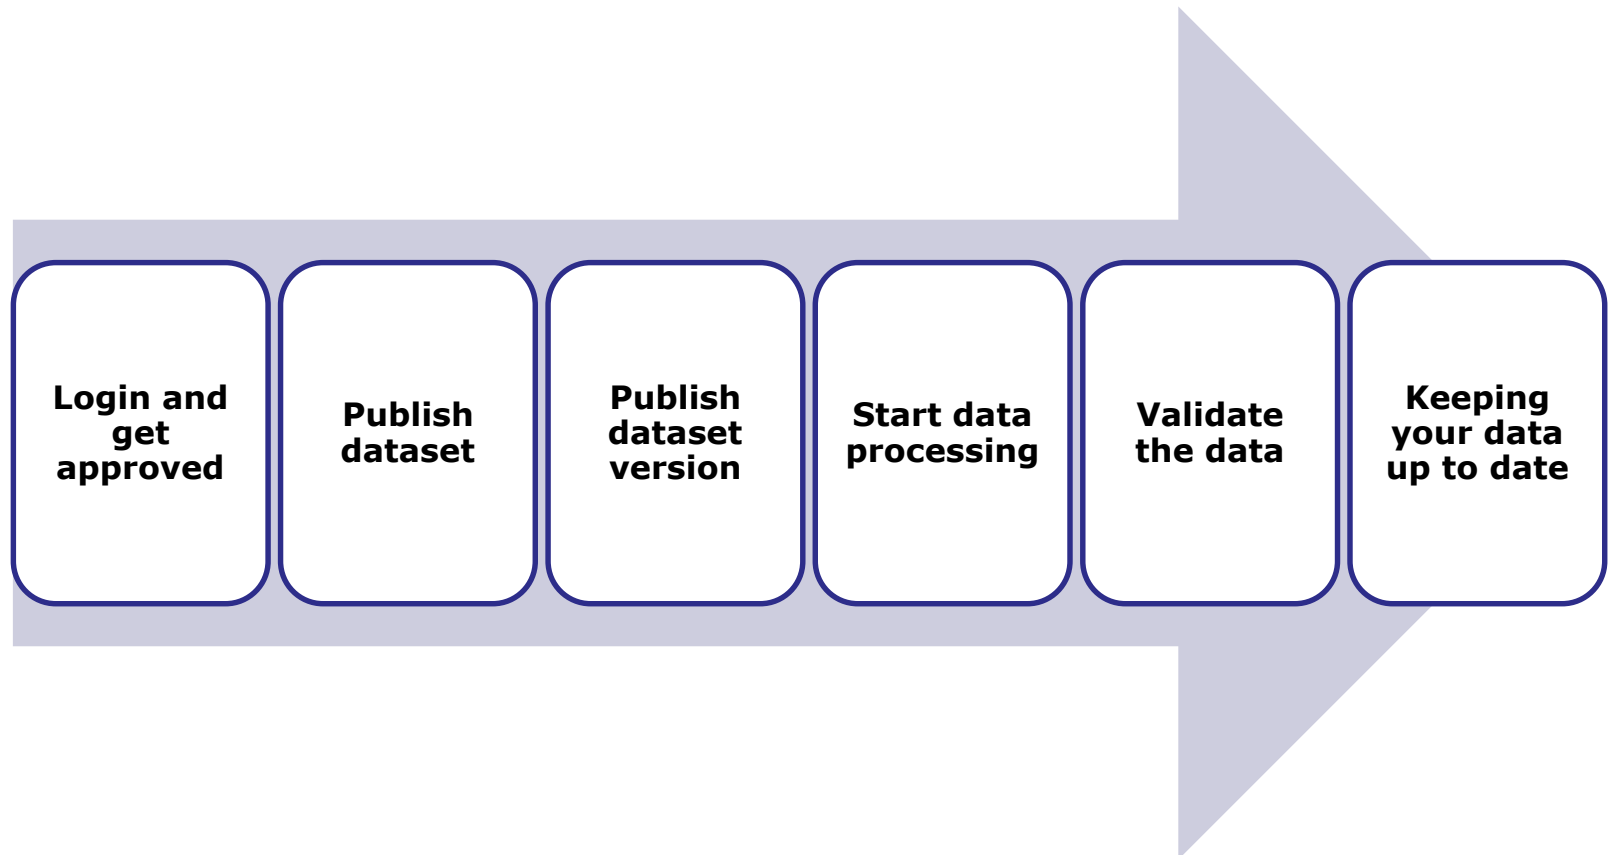 Login and
get
approved
Publish
dataset
Publish
dataset
version
Start data
processing
Validate
the data
Keeping
your data
up to date